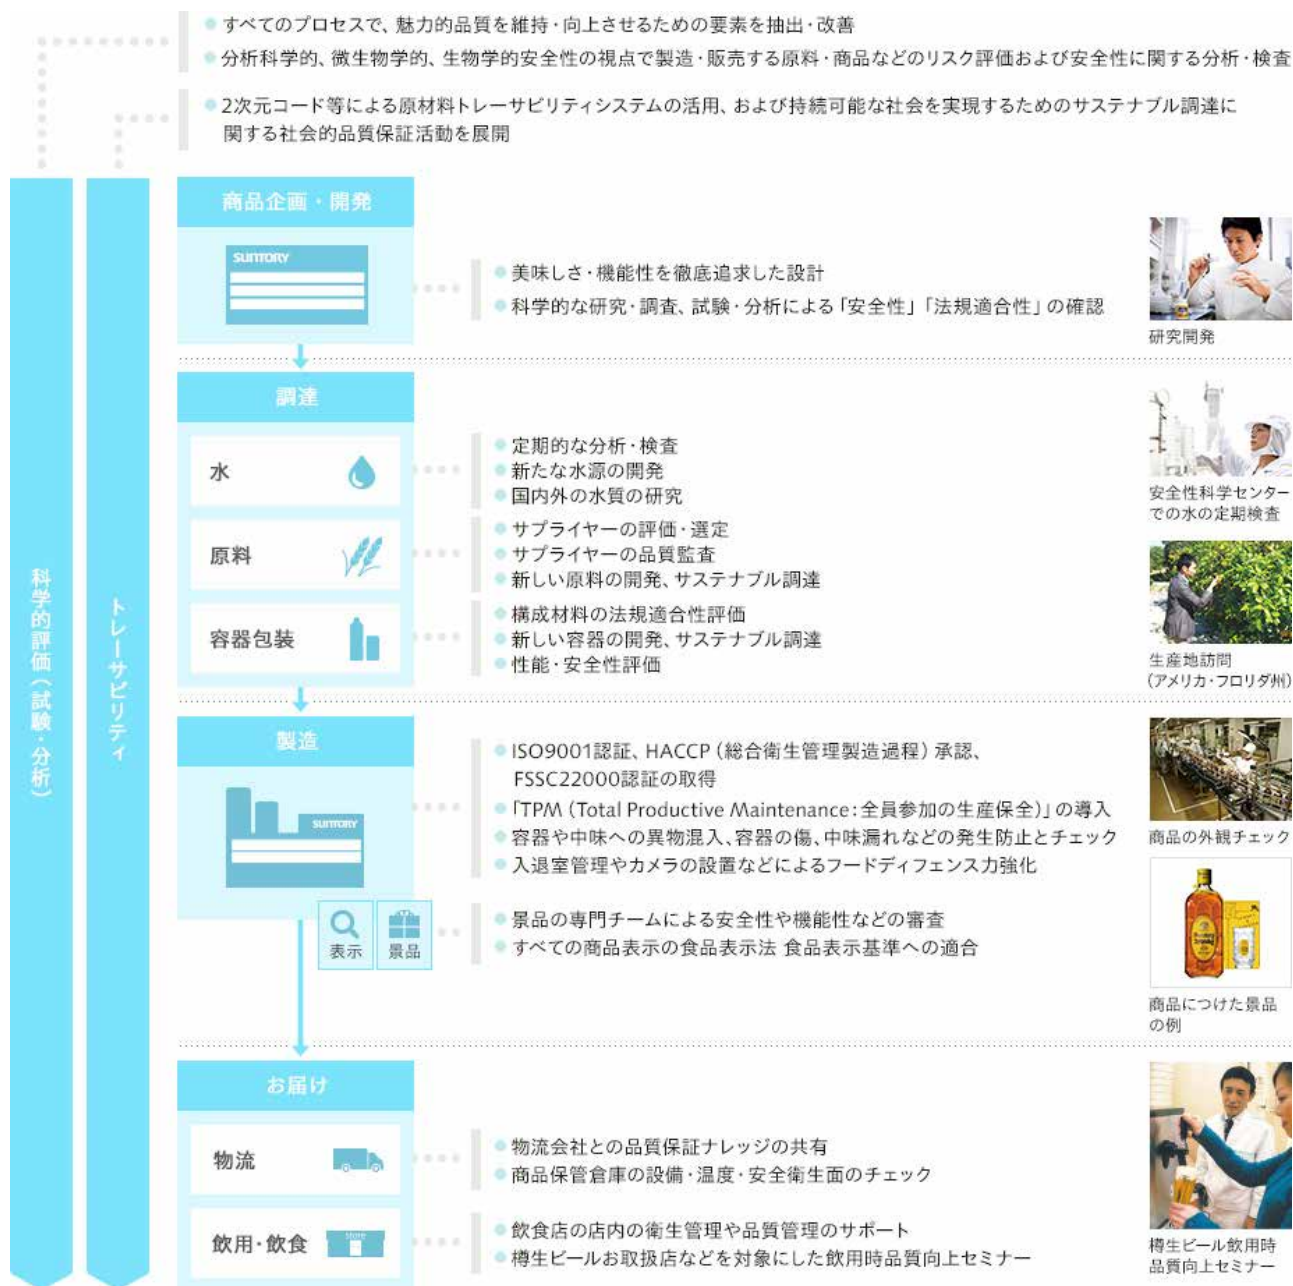 すべてのプロセスで、魅力的品質を維持・向上させるための要素を抽出・改善
分析科学的、微生物学的、生物学的安全性の視点で製造・販売する原料・商品などのリスク評価および安全性に関する分析・検査
2次元コード等による原材料トレーサビリティシステムの活用、および持続可能な社会を実現するためのサステナブル調達に
関する社会的品質保証活動を展開
科学的評価（試験・分析）
トレーサビリティ
商品企画・開発
SUNTORY
美味しさ・機能性を徹底追求した設計
科学的な研究・調査、試験・分析による「安全性」「法規適合性」の確認
研究開発
調達
水
定期的な分析・検査
新たな水源の開発
国内外の水質の研究
安全性科学センター
での水の定期検査
原料
サプライヤーの評価・選定
サプライヤーの品質監査
新しい原料の開発、サステナブル調達
容器包装
構成材料の法規適合性評価
新しい容器の開発、サステナブル調達
性能・安全性評価
生産地訪問
（アメリカ・フロリダ州）
製造
SUNTORY
ISO9001認証、HACCP（総合衛生管理製造過程）承認、
FSSC22000認証の取得
「TPM（Total Productive Maintenance：全員参加の生産保全）」の導入
容器や中味への異物混入、容器の傷、中味漏れなどの発生防止とチェック
入退室管理やカメラの設置などによるフードディフェンス力強化
商品の外観チェック
表示
景品
景品の専門チームによる安全性や機能性などの審査
すべての商品表示の食品表示法 食品表示基準への適合
商品につけた景品
の例
お届け
物流
物流会社との品質保証ナレッジの共有
商品保管倉庫の設備・温度・安全衛生面のチェック
飲用・飲食
store
飲食店の店内の衛生管理や品質管理のサポート
樽生ビールお取扱店などを対象にした飲用時品質向上セミナー
樽生ビール飲用時
品質向上セミナー